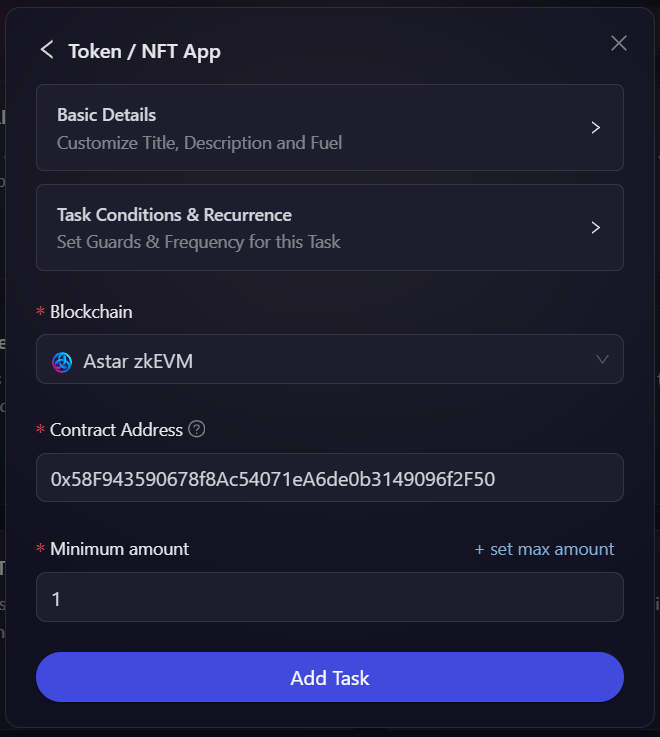 Token / NFT App
Basic Details
Customize Title, Description and Fuel
Task Conditions & Recurrence
Set Guards & Frequency for this Task
* Blockchain
Astar zkEVM
* Contract Address ?
0x58F943590678f8Ac54071eA6de0b3149096f2F50
* Minimum amount + set max amount
1
Add Task